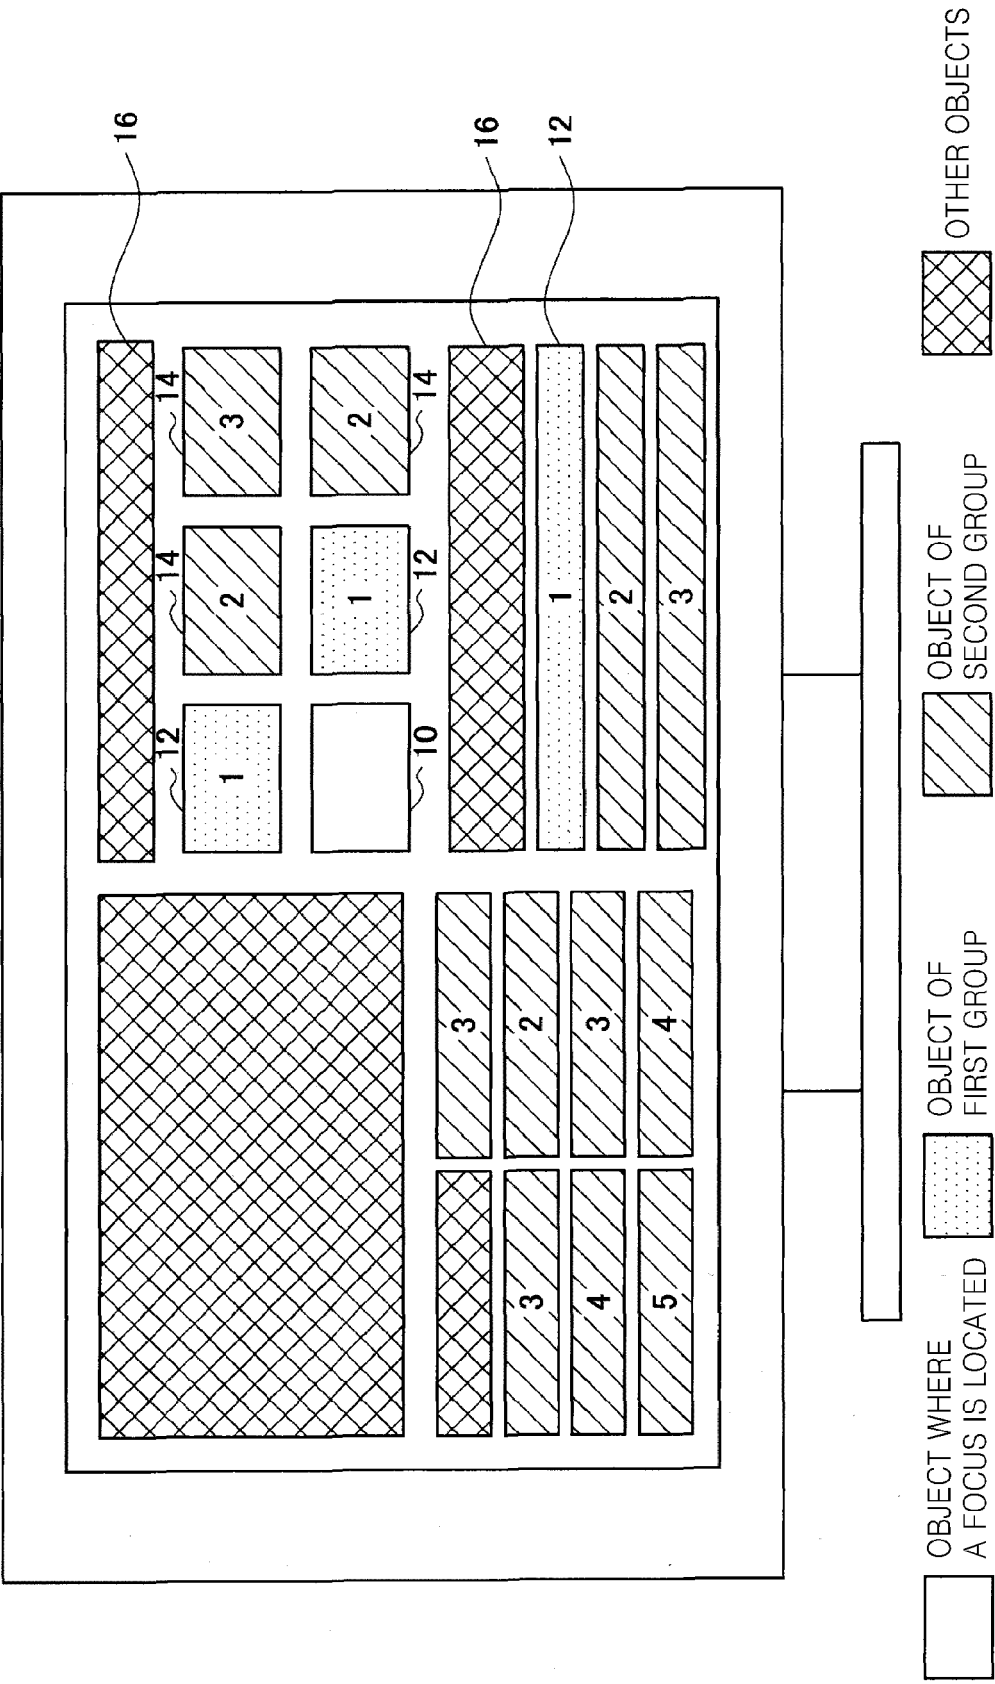 16
12 14 14
1 2 3
1 2
10 12 14
3 16
3 2 1 12
4 3 2
5 4 3
OBJECT WHERE
A FOCUS IS LOCATED
OBJECT OF
FIRST GROUP
OBJECT OF
SECOND GROUP
OTHER OBJECTS